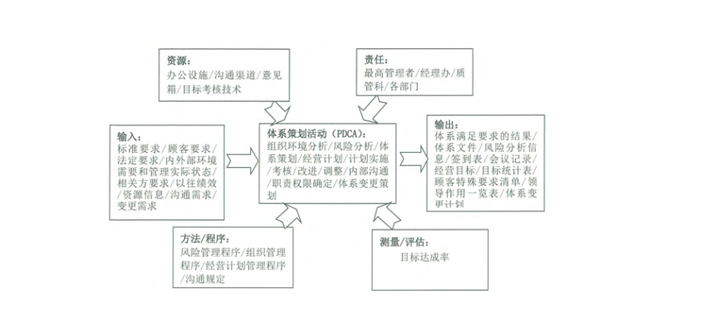 资源:
办公设施/沟通渠道/意见
箱/目标考核技术
责任:
最高管理者/经理办/质
管科/各部门
输入:
标准要求/顾客要求/
法定要求/内外部环境
需要和管理实际状态/
相关方要求/以往绩效
/资源信息/沟通需求/
变更需求
体系策划活动（PDCA）:
组织环境分析/风险分析/体
系策划/经营计划/计划实施
/考核/改进/调整/内部沟通
/职责权限确定/体系变更策
划
输出:
体系满足要求的结果/
体系文件/风险分析信
息/签到表/会议记录/
经营目标/目标统计表/
顾客特殊要求清单/领
导作用一览表/体系变
更计划
方法/程序:
风险管理程序/组织管理
程序/经营计划管理程序
/沟通规定
测量/评估:
目标达成率